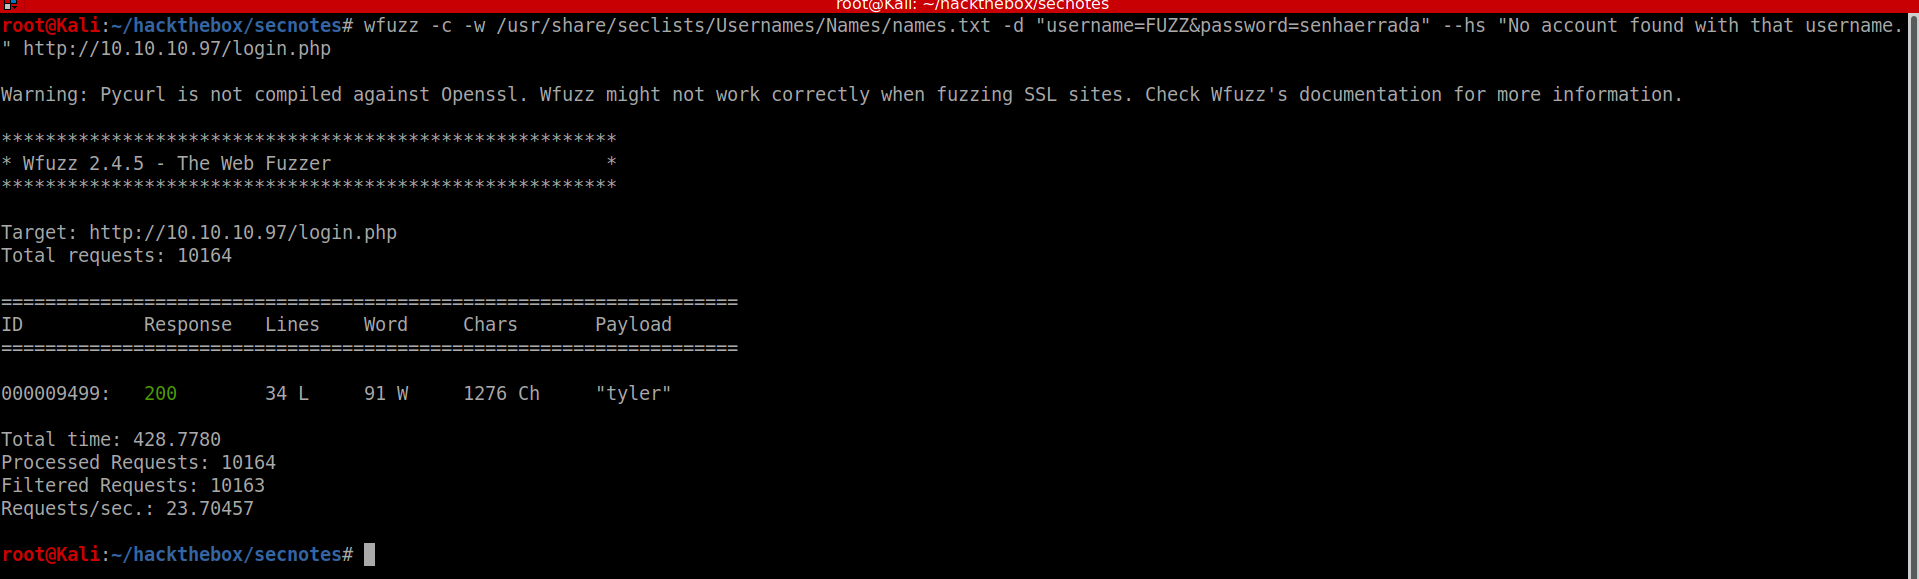 root@Kali: ~/hackthebox/secnotes
root@Kali:~/hackthebox/secnotes# wfuzz -c -w /usr/share/seclists/Usernames/Names/names.txt -d "username=FUZZ&password=senhaerrada" --hs "No account found with that username.
" http://10.10.10.97/login.php
Warning: Pycurl is not compiled against Openssl. Wfuzz might not work correctly when fuzzing SSL sites. Check Wfuzz's documentation for more information.
********************************************************
* Wfuzz 2.4.5 - The Web Fuzzer                         *
********************************************************
Target: http://10.10.10.97/login.php
Total requests: 10164
===================================================================
ID           Response   Lines    Word     Chars       Payload
===================================================================
000009499:   200        34 L     91 W     1276 Ch     "tyler"
Total time: 428.7780
Processed Requests: 10164
Filtered Requests: 10163
Requests/sec.: 23.70457
root@Kali:~/hackthebox/secnotes#